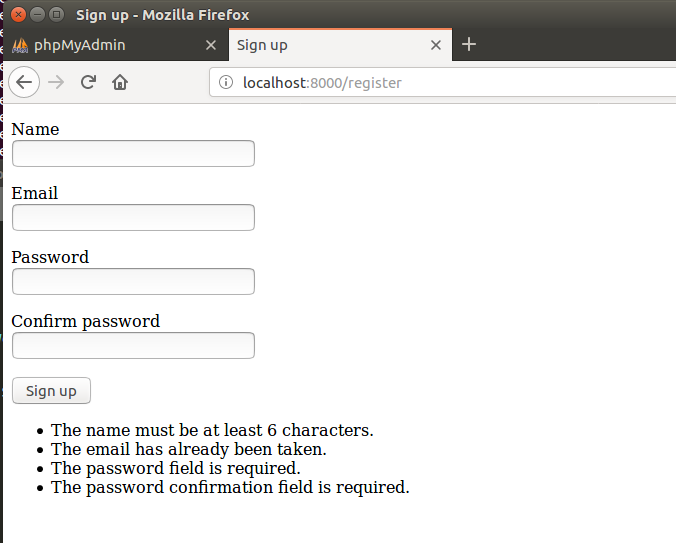 Sign up - Mozilla Firefox
phpMyAdmin
Sign up
localhost:8000/register
Name
Email
Password
Confirm password
Sign up
The name must be at least 6 characters.
The email has already been taken.
The password field is required.
The password confirmation field is required.